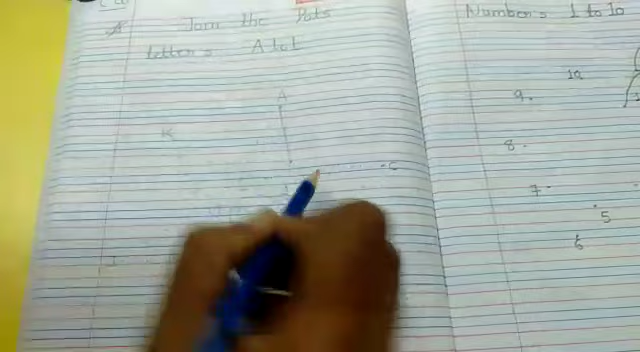 Join the Dots
letters A to L
A
K
C
Numbers 1 to 10
10
9.
8.
7.
5
6